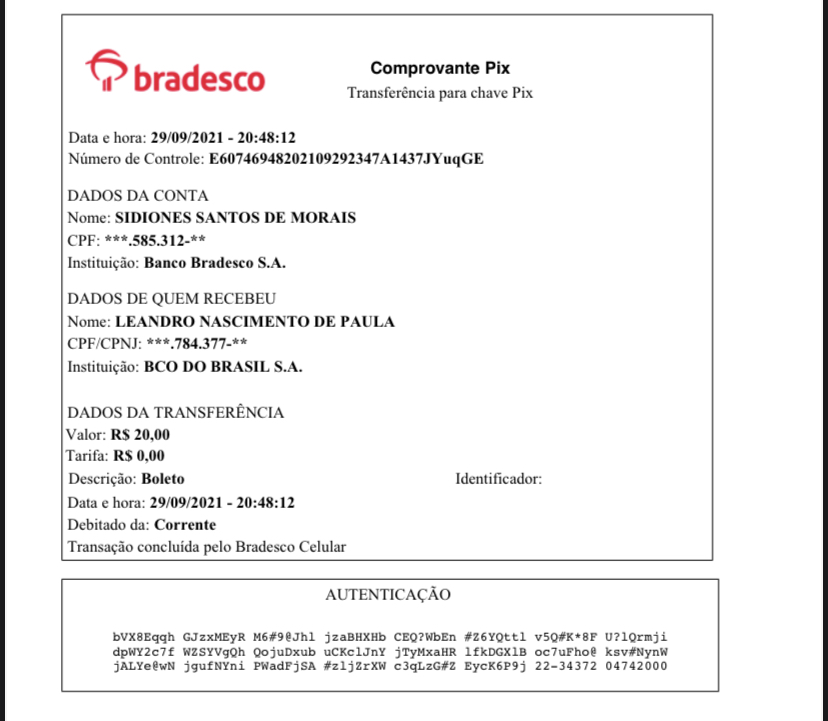 bradesco
Comprovante Pix
Transferência para chave Pix
Data e hora: 29/09/2021 - 20:48:12
Número de Controle: E60746948202109292347A1437JYuqGE
DADOS DA CONTA
Nome: SIDIONES SANTOS DE MORAIS
CPF: ***.585.312-**
Instituição: Banco Bradesco S.A.
DADOS DE QUEM RECEBEU
Nome: LEANDRO NASCIMENTO DE PAULA
CPF/CPNJ: ***.784.377-**
Instituição: BCO DO BRASIL S.A.
DADOS DA TRANSFERÊNCIA
Valor: R$ 20,00
Tarifa: R$ 0,00
Descrição: Boleto Identificador:
Data e hora: 29/09/2021 - 20:48:12
Debitado da: Corrente
Transação concluída pelo Bradesco Celular
AUTENTICAÇÃO
bVX8Eqqh GJzxMEyR M6#9@Jhl jzaBHXHb CEQ?WbEn #Z6YQttl v5Q#K*8F U?lQrmji
dpWY2c7f WZSYVgQh QojuDxub uCKclJnY jTyMxaHR lfkDGXlB oc7uFho@ ksv#NynW
jALYe@wN jgufNYni PWadFjSA #zljZrXW c3qLzG#Z EycK6P9j 22-34372 04742000